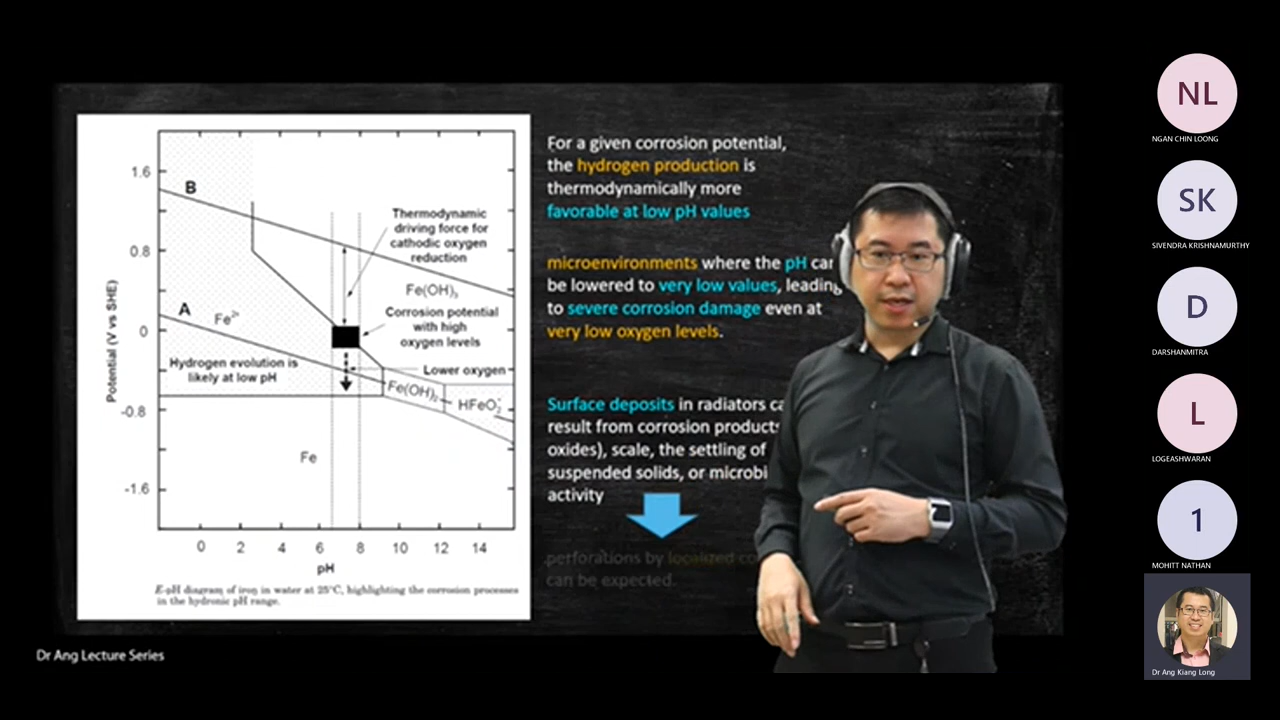 1.6
0.8
0
-0.8
-1.6
Potential (V vs SHE)
B
A
Thermodynamic
driving force for
cathodic oxygen
reduction
Fe(OH)3
Fe2+
Corrosion potential
with high
oxygen levels
Hydrogen evolution is
likely at low pH
Lower oxygen
Fe(OH)2
HFeO2-
Fe
0 2 4 6 8 10 12 14
pH
E-pH diagram of iron in water at 25°C, highlighting the corrosion processes
in the hydronic pH range.
For a given corrosion potential,
the hydrogen production is
thermodynamically more
favorable at low pH values
microenvironments where the pH can
be lowered to very low values, leading
to severe corrosion damage even at
very low oxygen levels.
Surface deposits in radiators
result from corrosion products
oxides), scale, the settling of
suspended solids, or microbi
activity
perforations by localized
can be expected.
Dr Ang Lecture Series
NL
NGAN CHIN LOONG
SK
SIVENDRA KRISHNAMURTHY
D
DARSHANMITRA
L
LOGEASHWARAN
1
MOHITT NATHAN
Dr Ang Kiang Long